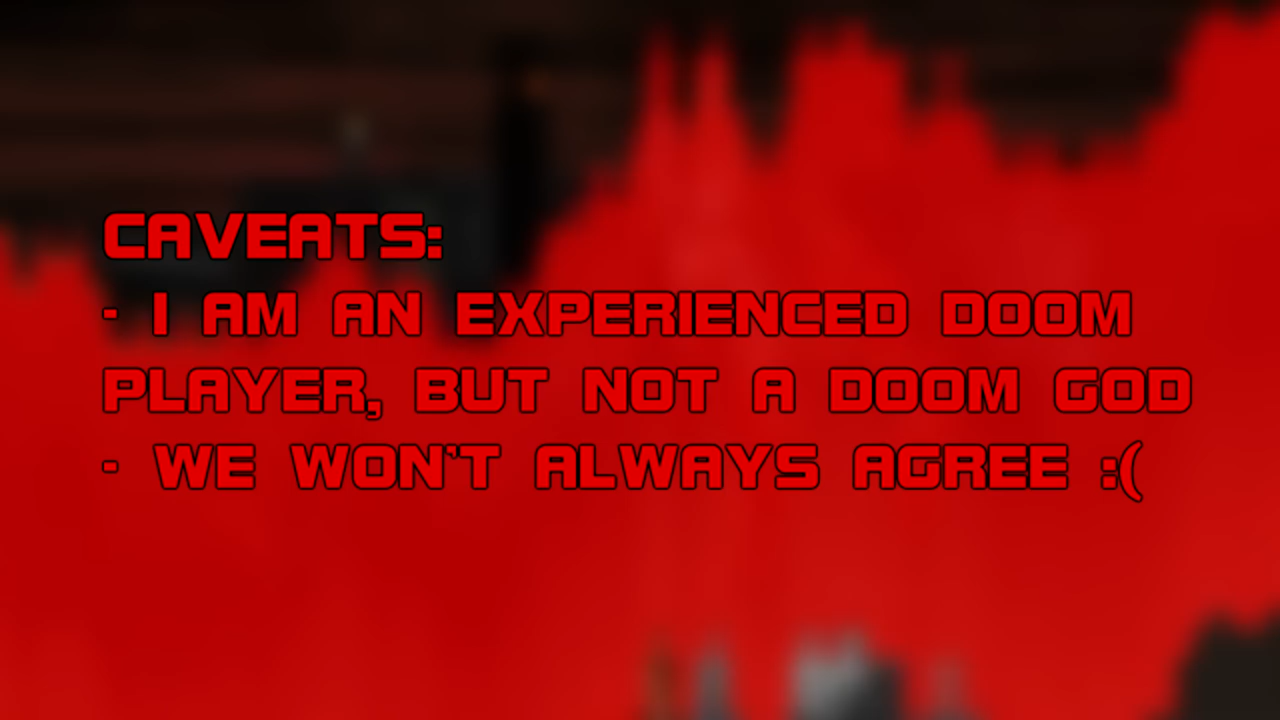 CAVEATS:
- I AM AN EXPERIENCED DOOM
PLAYER, BUT NOT A DOOM GOD
- WE WON'T ALWAYS AGREE :(